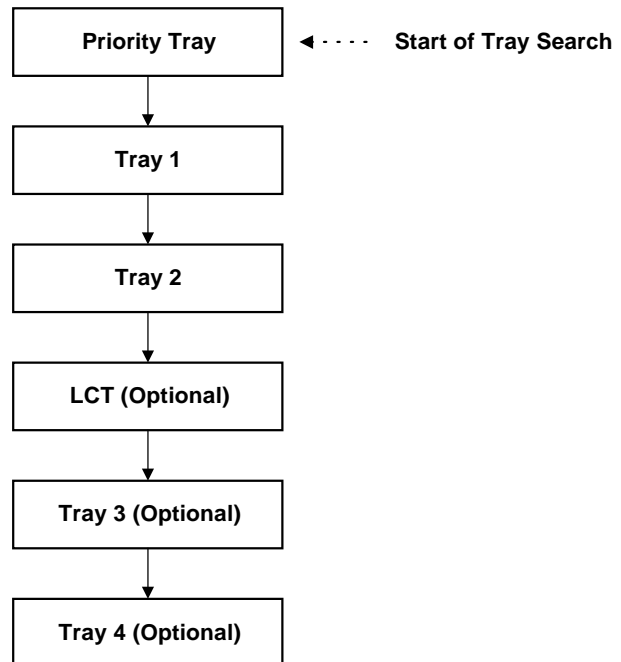 Priority Tray
Start of Tray Search
Tray 1
Tray 2
LCT (Optional)
Tray 3 (Optional)
Tray 4 (Optional)